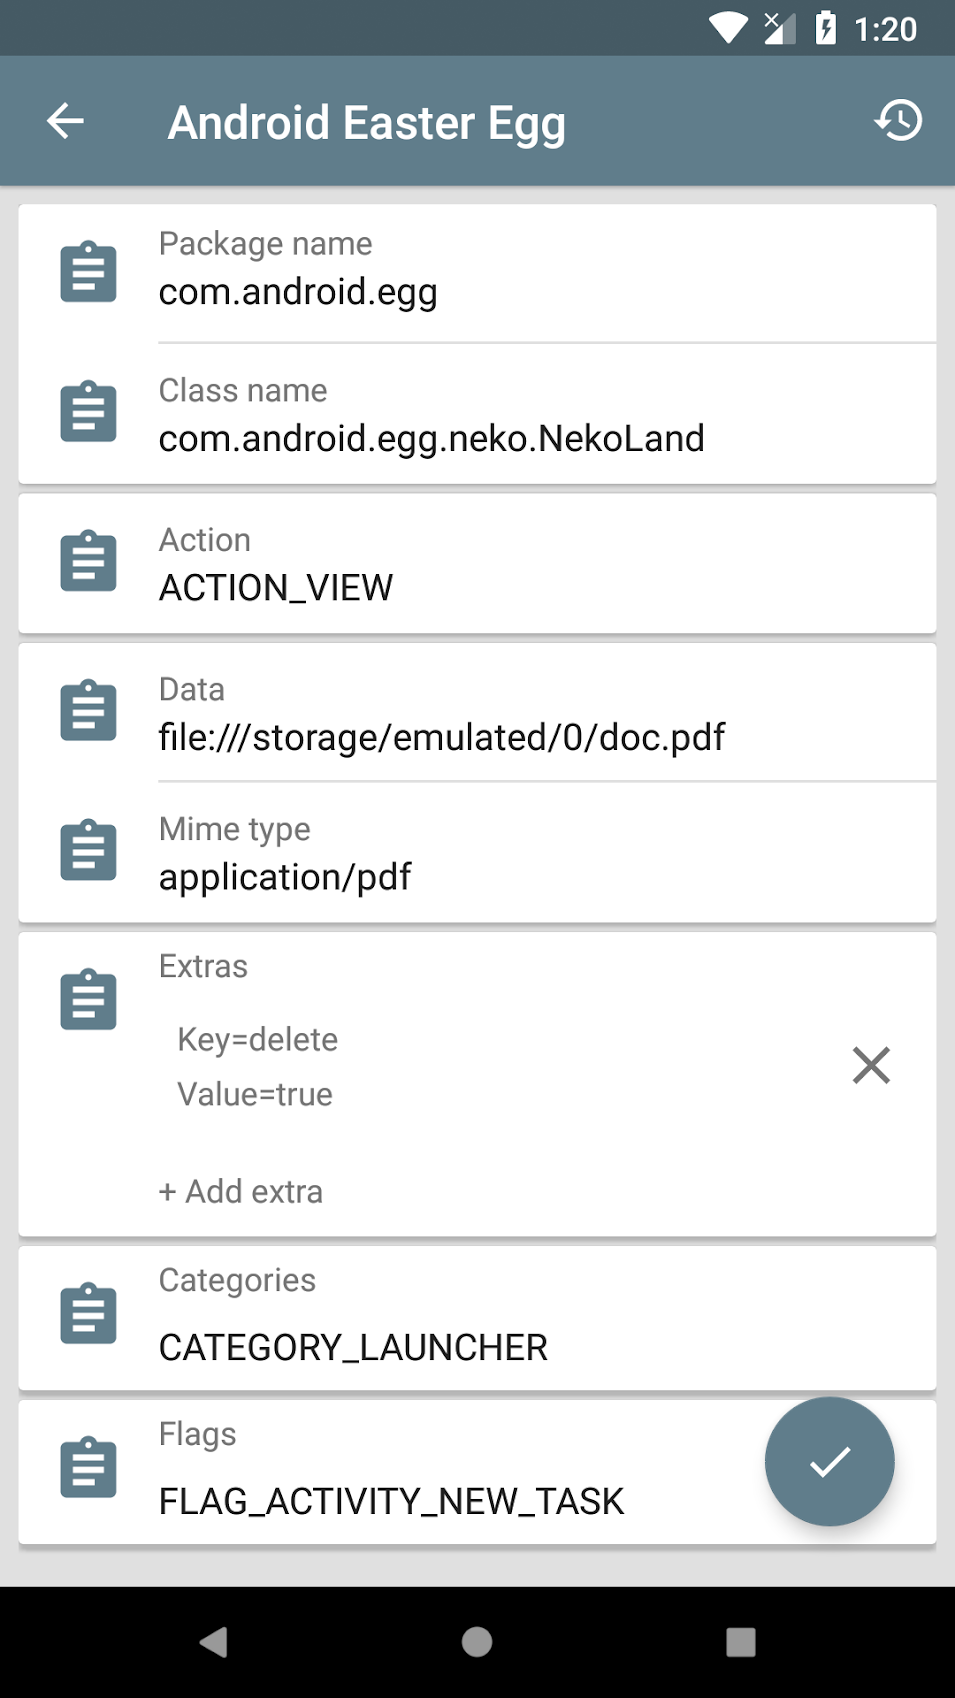 1:20
Android Easter Egg
Package name
com.android.egg
Class name
com.android.egg.neko.NekoLand
Action
ACTION_VIEW
Data
file:///storage/emulated/0/doc.pdf
Mime type
application/pdf
Extras
Key=delete
Value=true
+ Add extra
Categories
CATEGORY_LAUNCHER
Flags
FLAG_ACTIVITY_NEW_TASK